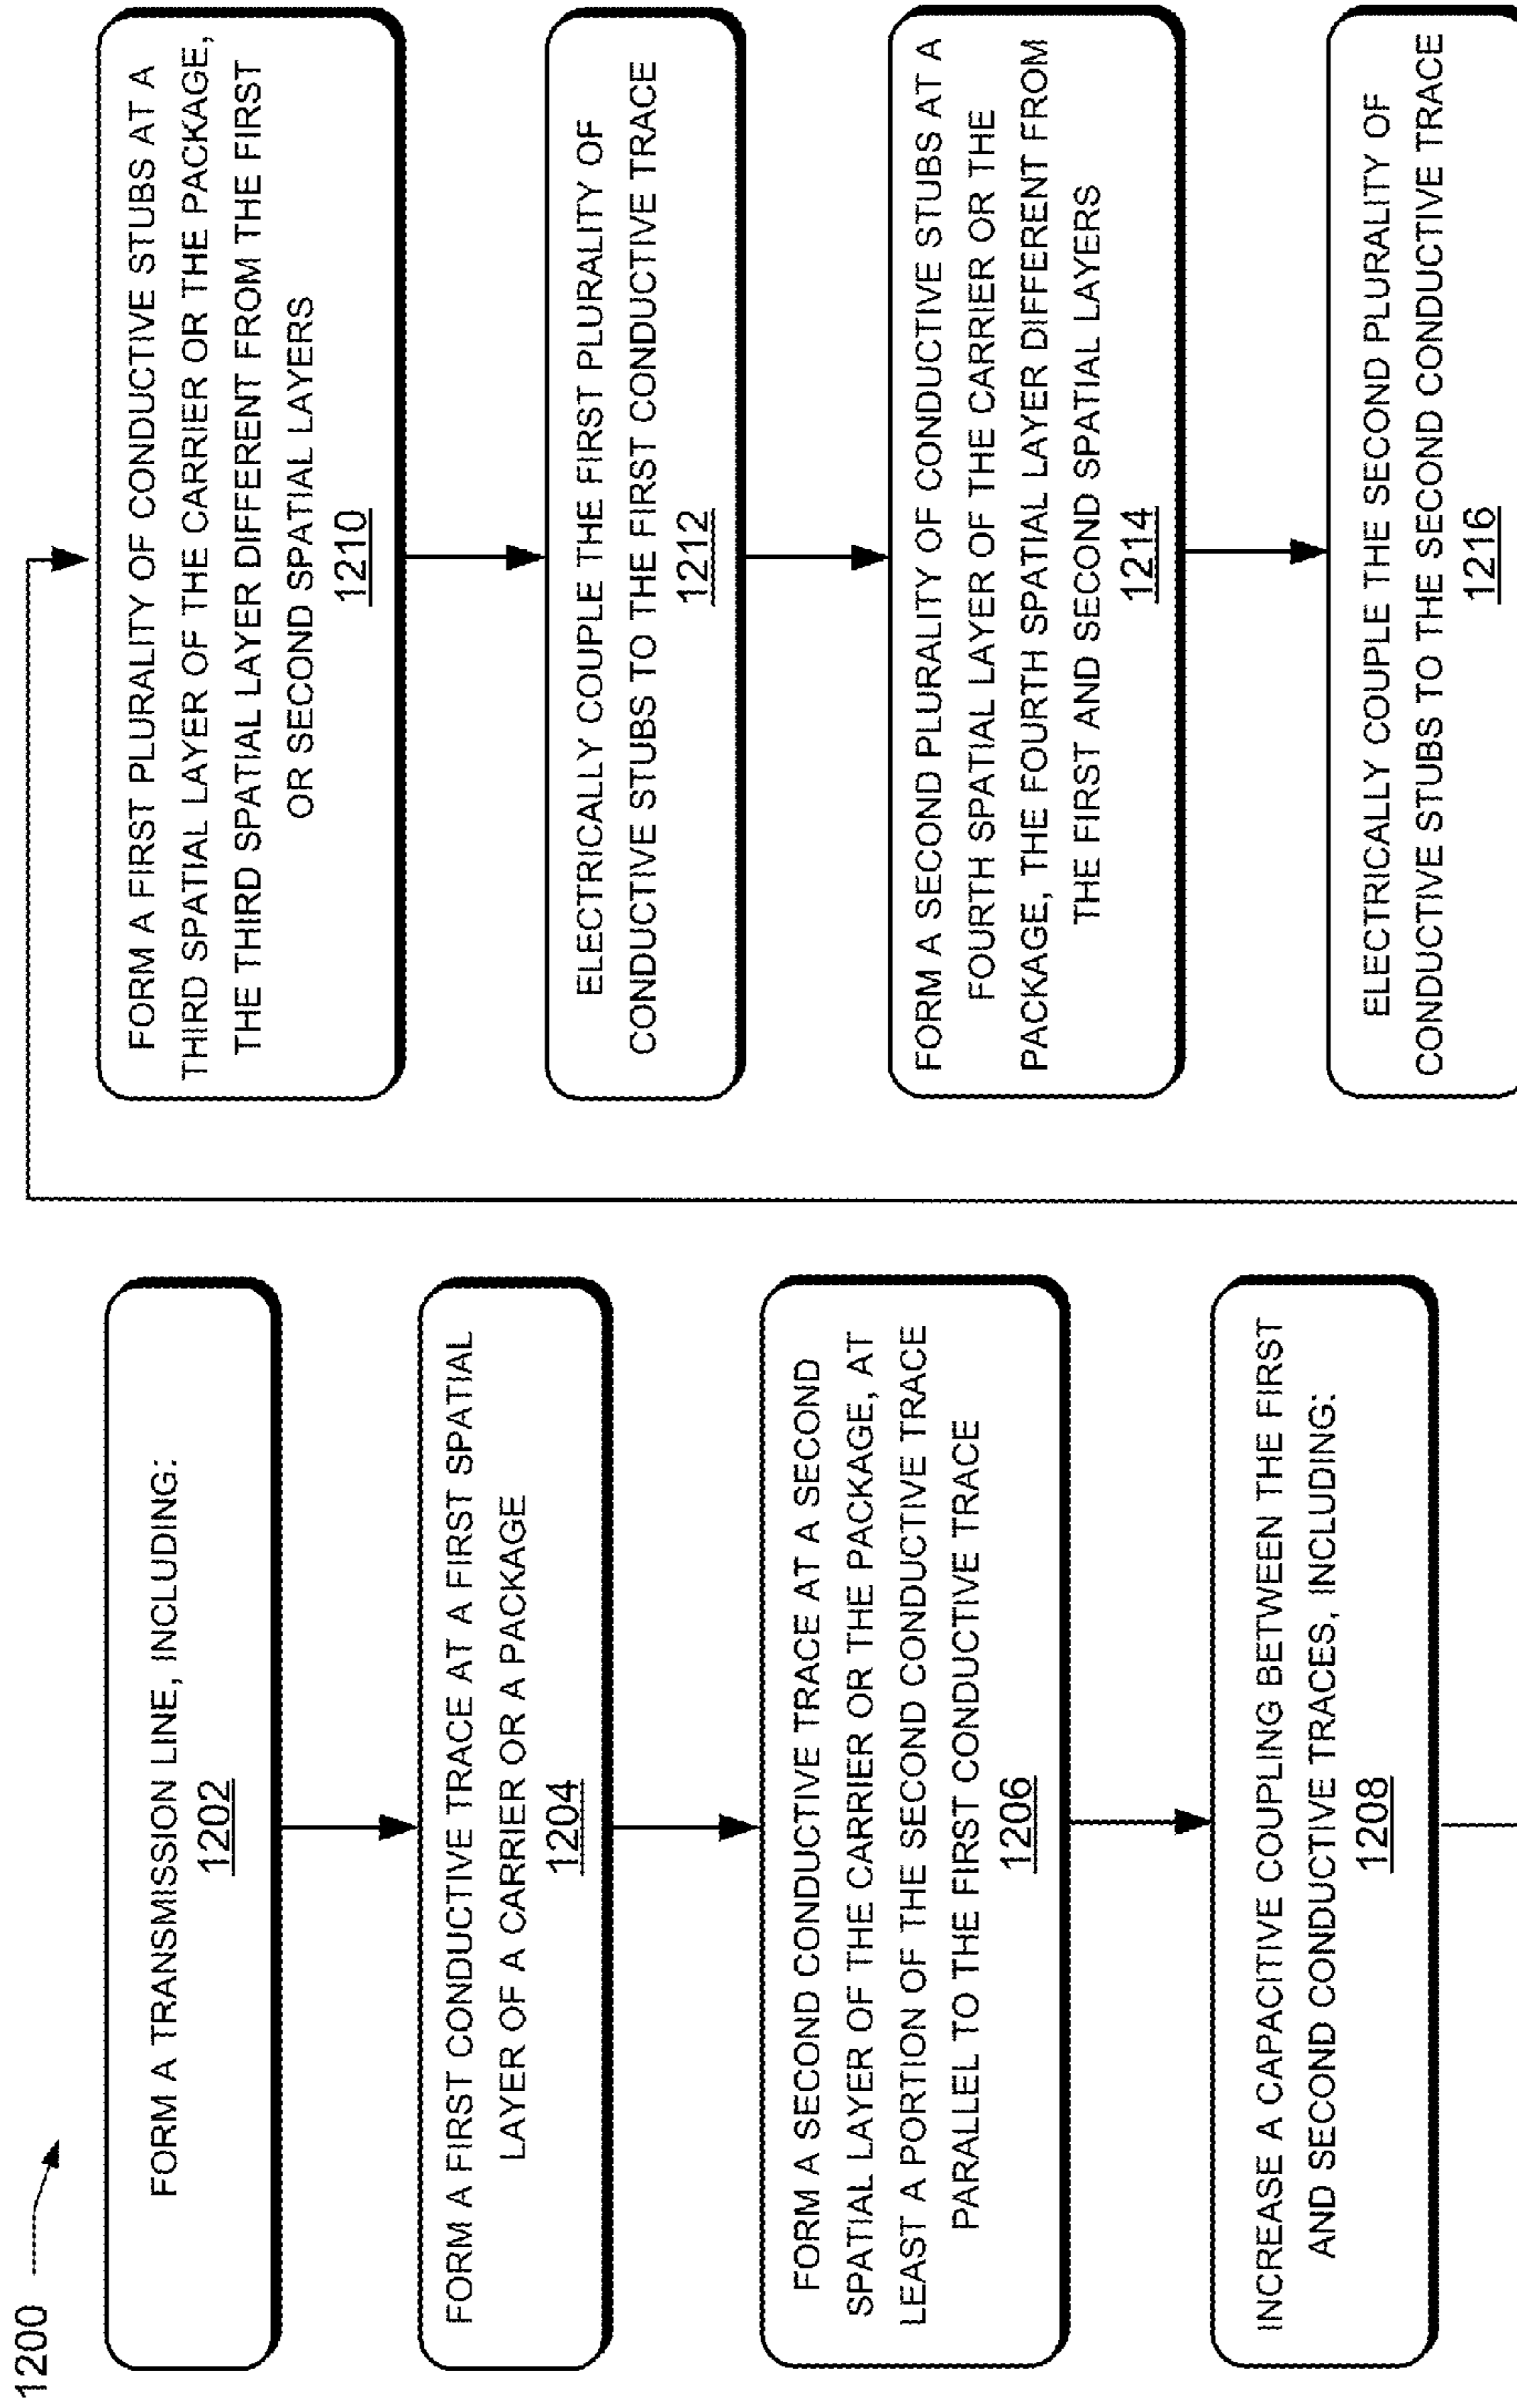 1200
FORM A TRANSMISSION LINE, INCLUDING:
1202
FORM A FIRST CONDUCTIVE TRACE AT A FIRST SPATIAL
LAYER OF A CARRIER OR A PACKAGE
1204
FORM A SECOND CONDUCTIVE TRACE AT A SECOND
SPATIAL LAYER OF THE CARRIER OR THE PACKAGE, AT
LEAST A PORTION OF THE SECOND CONDUCTIVE TRACE
PARALLEL TO THE FIRST CONDUCTIVE TRACE
1206
INCREASE A CAPACITIVE COUPLING BETWEEN THE FIRST
AND SECOND CONDUCTIVE TRACES, INCLUDING:
1208
FORM A FIRST PLURALITY OF CONDUCTIVE STUBS AT A
THIRD SPATIAL LAYER OF THE CARRIER OR THE PACKAGE,
THE THIRD SPATIAL LAYER DIFFERENT FROM THE FIRST
OR SECOND SPATIAL LAYERS
1210
ELECTRICALLY COUPLE THE FIRST PLURALITY OF
CONDUCTIVE STUBS TO THE FIRST CONDUCTIVE TRACE
1212
FORM A SECOND PLURALITY OF CONDUCTIVE STUBS AT A
FOURTH SPATIAL LAYER OF THE CARRIER OR THE
PACKAGE, THE FOURTH SPATIAL LAYER DIFFERENT FROM
THE FIRST AND SECOND SPATIAL LAYERS
1214
ELECTRICALLY COUPLE THE SECOND PLURALITY OF
CONDUCTIVE STUBS TO THE SECOND CONDUCTIVE TRACE
1216